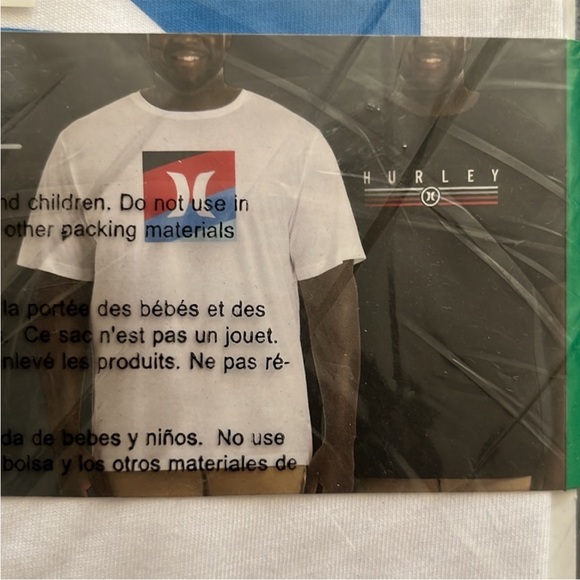 HURLEY
nd children. Do not use in
other packing materials
la portée des bébés et des
Ce sac n'est pas un jouet.
nlevé les produits. Ne pas ré-
da de bebes y niños. No use
bolsa y los otros materiales de